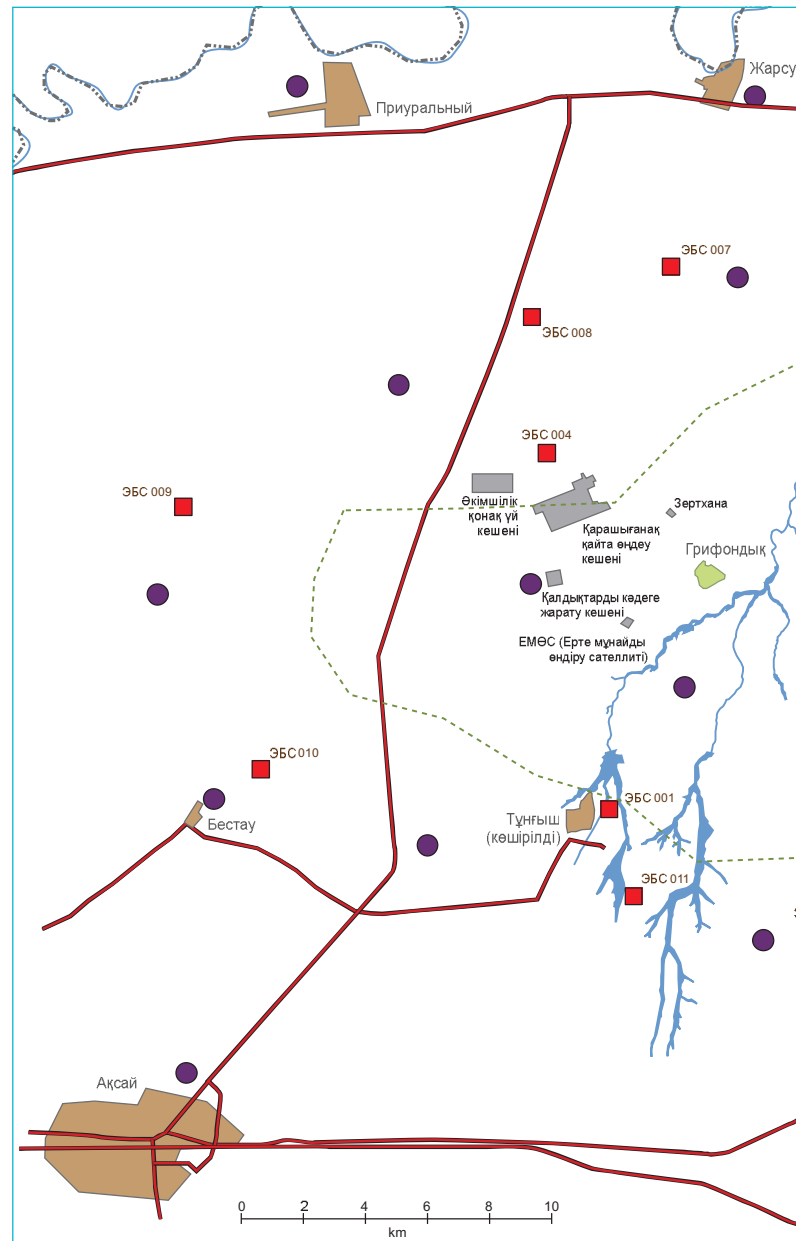 Жарсу
Приуральный
ЭБС 007
ЭБС 008
ЭБС 004
ЭБС 009
Әкімшілік
қонақ үй
кешені
Зертхана
Қарашығанақ
қайта өңдеу
кешені
Грифондық
Қалдықтарды кәдеге
жарату кешені
ЕМӨС (Ерте мұнайды
өндіру сателлиті)
ЭБС 010
ЭБС 001
Бестау
Тұнғыш
(көшірілді)
ЭБС 011
Ақсай
0 2 4 6 8 10
km